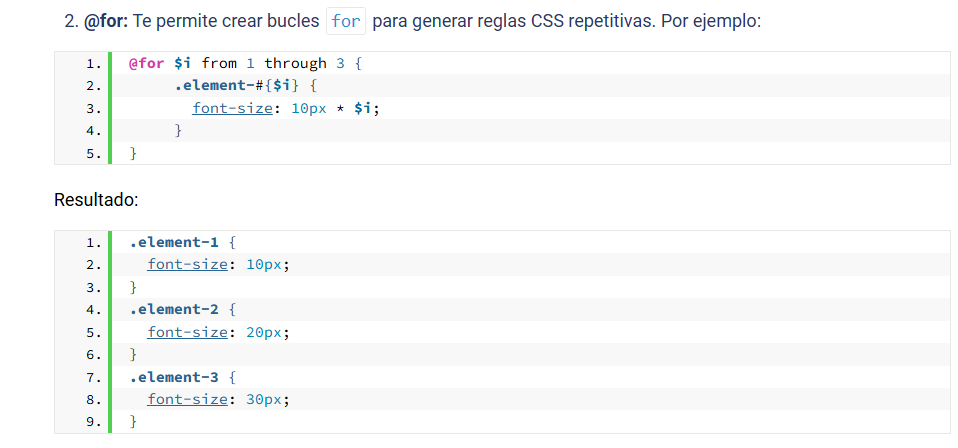 2. @for: Te permite crear bucles for para generar reglas CSS repetitivas. Por ejemplo:
1. @for $i from 1 through 3 {
2. .element-#{$i} {
3. font-size: 10px * $i;
4. }
5. }
Resultado:
1. .element-1 {
2. font-size: 10px;
3. }
4. .element-2 {
5. font-size: 20px;
6. }
7. .element-3 {
8. font-size: 30px;
9. }